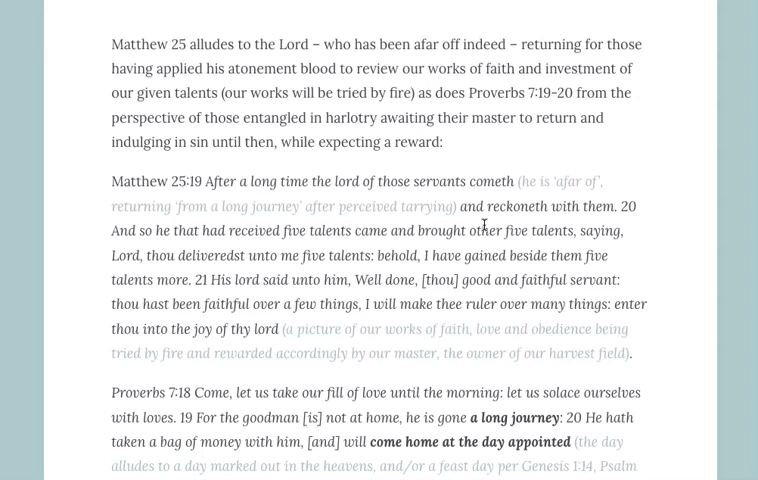 Matthew 25 alludes to the Lord – who has been afar off indeed – returning for those
having applied his atonement blood to review our works of faith and investment of
our given talents (our works will be tried by fire) as does Proverbs 7:19-20 from the
perspective of those entangled in harlotry awaiting their master to return and
indulging in sin until then, while expecting a reward:
Matthew 25:19 After a long time the lord of those servants cometh (he is ‘afar of’,
returning ‘from a long journey’ after perceived tarrying) and reckoneth with them. 20
And so he that had received five talents came and brought other five talents, saying,
Lord, thou deliveredst unto me five talents: behold, I have gained beside them five
talents more. 21 His lord said unto him, Well done, [thou] good and faithful servant:
thou hast been faithful over a few things, I will make thee ruler over many things: enter
thou into the joy of thy lord (a picture of our works of faith, love and obedience being
tried by fire and rewarded accordingly by our master, the owner of our harvest field).
Proverbs 7:18 Come, let us take our fill of love until the morning: let us solace ourselves
with loves. 19 For the goodman [is] not at home, he is gone a long journey: 20 He hath
taken a bag of money with him, [and] will come home at the day appointed (the day
alludes to a day marked out in the heavens, and/or a feast day per Genesis 1:14, Psalm